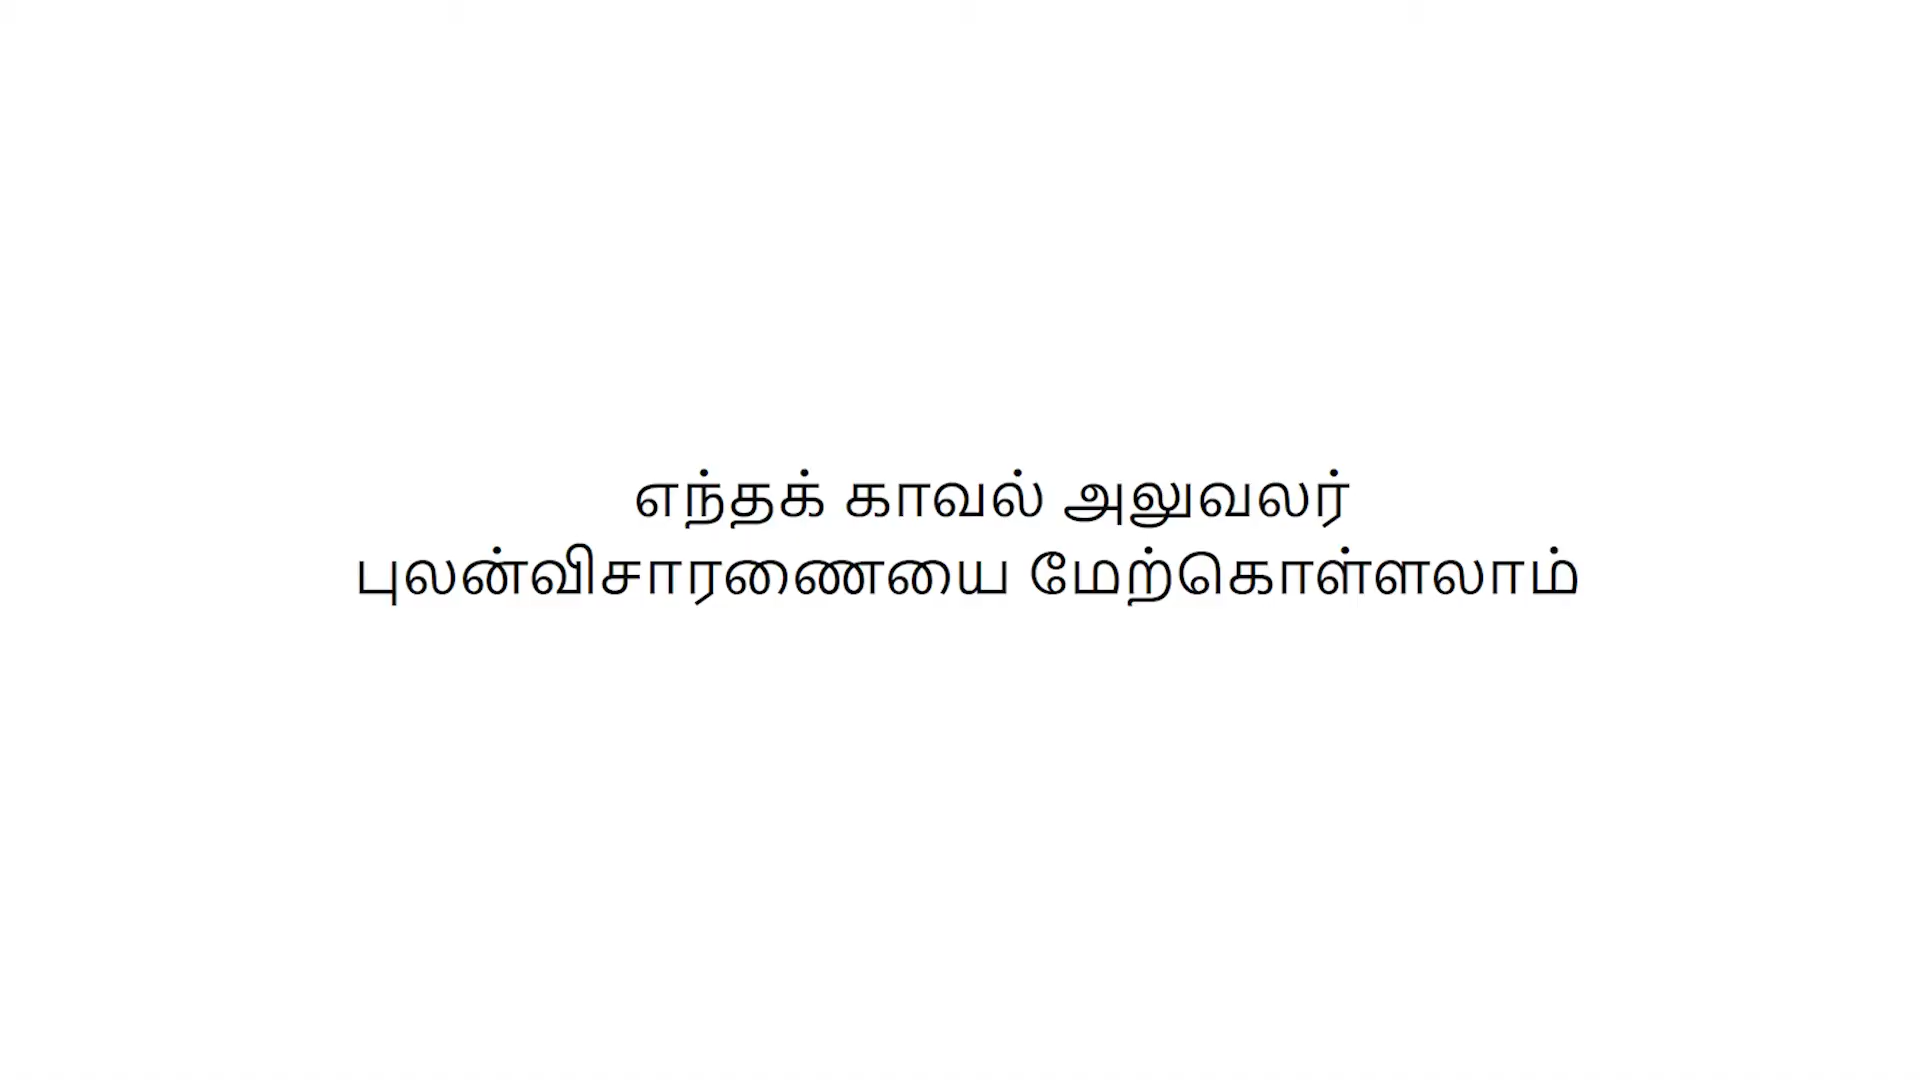 எந்தக் காவல் அலுவலர்
புலன்விசாரணையை மேற்கொள்ளலாம்